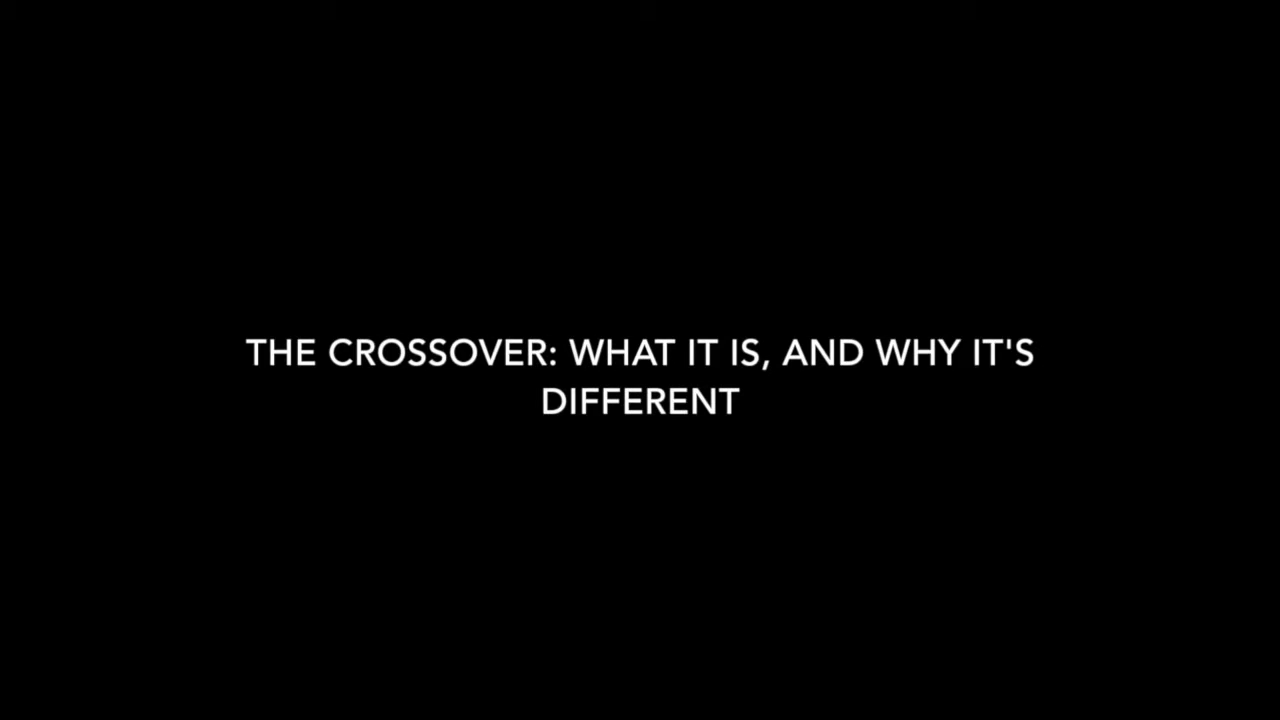 THE CROSSOVER: WHAT IT IS, AND WHY IT'S
DIFFERENT